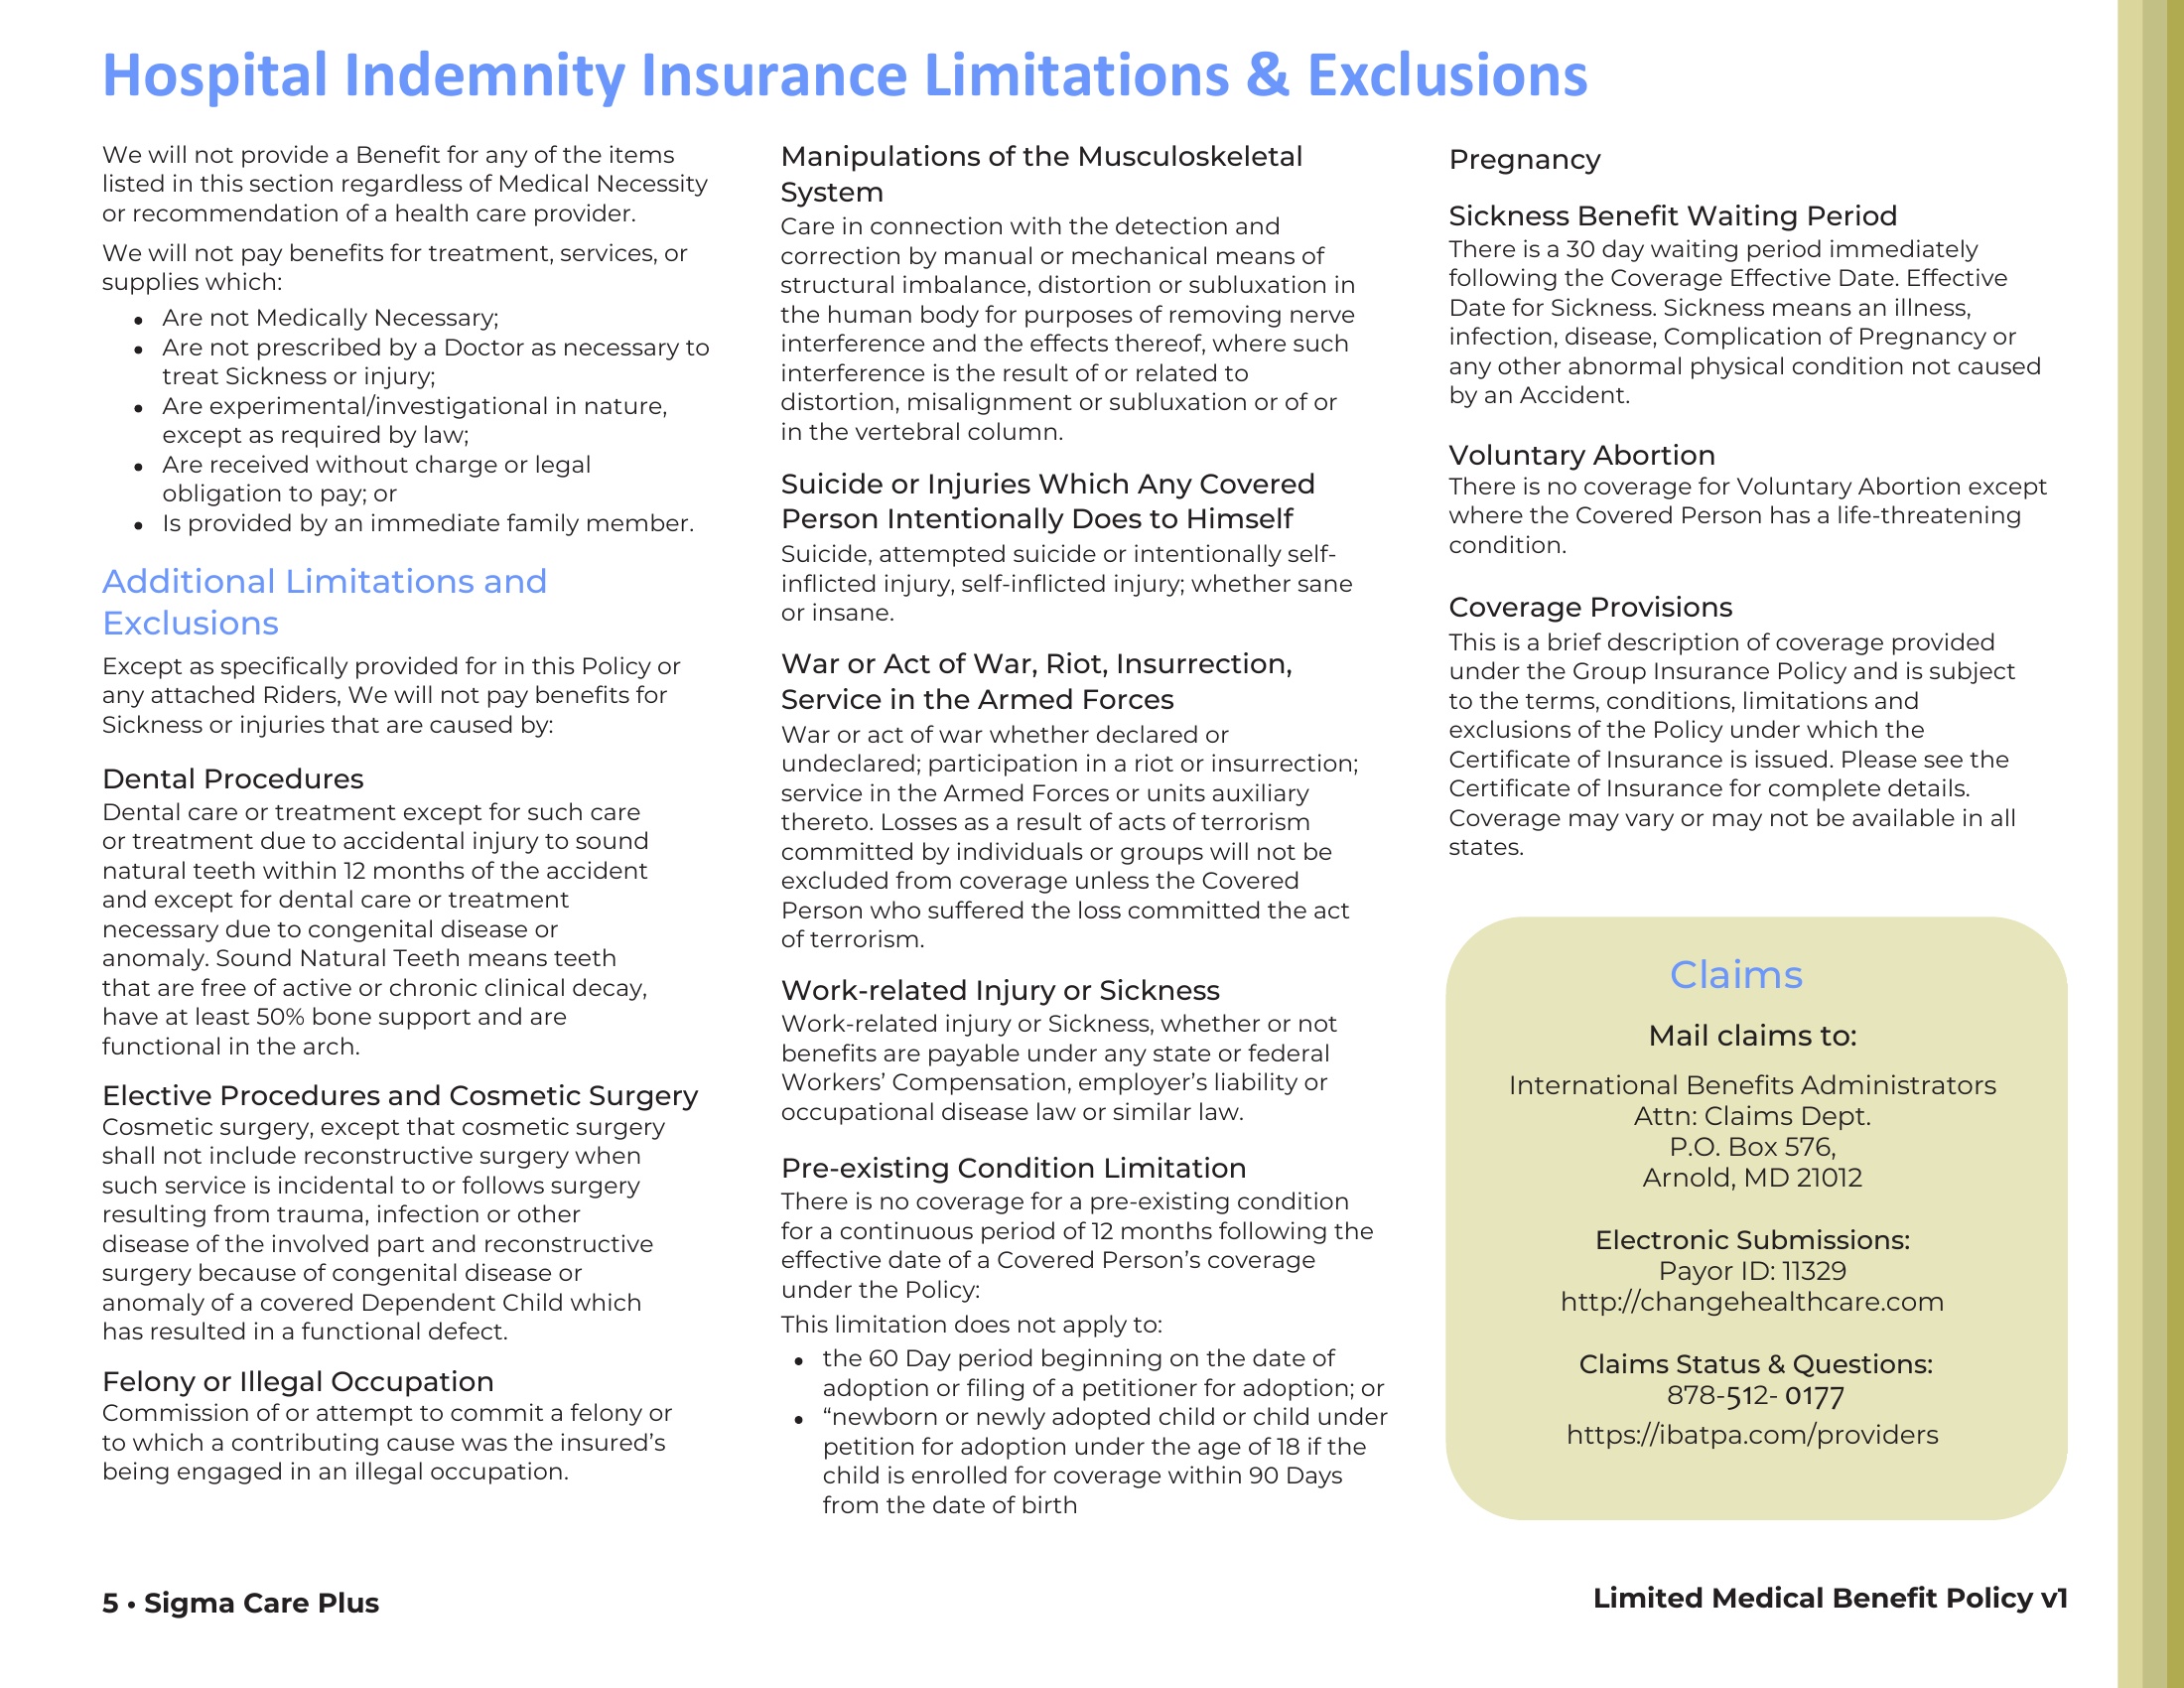 Hospital Indemnity Insurance Limitations & Exclusions
We will not provide a Benefit for any of the items
listed in this section regardless of Medical Necessity
or recommendation of a health care provider.
We will not pay benefits for treatment, services, or
supplies which:
• Are not Medically Necessary;
• Are not prescribed by a Doctor as necessary to
treat Sickness or injury;
• Are experimental/investigational in nature,
except as required by law;
• Are received without charge or legal
obligation to pay; or
• Is provided by an immediate family member.
Additional Limitations and
Exclusions
Except as specifically provided for in this Policy or
any attached Riders, We will not pay benefits for
Sickness or injuries that are caused by:
Dental Procedures
Dental care or treatment except for such care
or treatment due to accidental injury to sound
natural teeth within 12 months of the accident
and except for dental care or treatment
necessary due to congenital disease or
anomaly. Sound Natural Teeth means teeth
that are free of active or chronic clinical decay,
have at least 50% bone support and are
functional in the arch.
Elective Procedures and Cosmetic Surgery
Cosmetic surgery, except that cosmetic surgery
shall not include reconstructive surgery when
such service is incidental to or follows surgery
resulting from trauma, infection or other
disease of the involved part and reconstructive
surgery because of congenital disease or
anomaly of a covered Dependent Child which
has resulted in a functional defect.
Felony or Illegal Occupation
Commission of or attempt to commit a felony or
to which a contributing cause was the insured’s
being engaged in an illegal occupation.
Manipulations of the Musculoskeletal
System
Care in connection with the detection and
correction by manual or mechanical means of
structural imbalance, distortion or subluxation in
the human body for purposes of removing nerve
interference and the effects thereof, where such
interference is the result of or related to
distortion, misalignment or subluxation or of or
in the vertebral column.
Suicide or Injuries Which Any Covered
Person Intentionally Does to Himself
Suicide, attempted suicide or intentionally self-
inflicted injury, self-inflicted injury; whether sane
or insane.
War or Act of War, Riot, Insurrection,
Service in the Armed Forces
War or act of war whether declared or
undeclared; participation in a riot or insurrection;
service in the Armed Forces or units auxiliary
thereto. Losses as a result of acts of terrorism
committed by individuals or groups will not be
excluded from coverage unless the Covered
Person who suffered the loss committed the act
of terrorism.
Work-related Injury or Sickness
Work-related injury or Sickness, whether or not
benefits are payable under any state or federal
Workers’ Compensation, employer’s liability or
occupational disease law or similar law.
Pre-existing Condition Limitation
There is no coverage for a pre-existing condition
for a continuous period of 12 months following the
effective date of a Covered Person’s coverage
under the Policy:
This limitation does not apply to:
• the 60 Day period beginning on the date of
adoption or filing of a petitioner for adoption; or
• “newborn or newly adopted child or child under
petition for adoption under the age of 18 if the
child is enrolled for coverage within 90 Days
from the date of birth
Pregnancy
Sickness Benefit Waiting Period
There is a 30 day waiting period immediately
following the Coverage Effective Date. Effective
Date for Sickness. Sickness means an illness,
infection, disease, Complication of Pregnancy or
any other abnormal physical condition not caused
by an Accident.
Voluntary Abortion
There is no coverage for Voluntary Abortion except
where the Covered Person has a life-threatening
condition.
Coverage Provisions
This is a brief description of coverage provided
under the Group Insurance Policy and is subject
to the terms, conditions, limitations and
exclusions of the Policy under which the
Certificate of Insurance is issued. Please see the
Certificate of Insurance for complete details.
Coverage may vary or may not be available in all
states.
Claims
Mail claims to:
International Benefits Administrators
Attn: Claims Dept.
P.O. Box 576,
Arnold, MD 21012
Electronic Submissions:
Payor ID: 11329
http://changehealthcare.com
Claims Status & Questions:
878-512- 0177
https://ibatpa.com/providers
5 • Sigma Care Plus
Limited Medical Benefit Policy v1